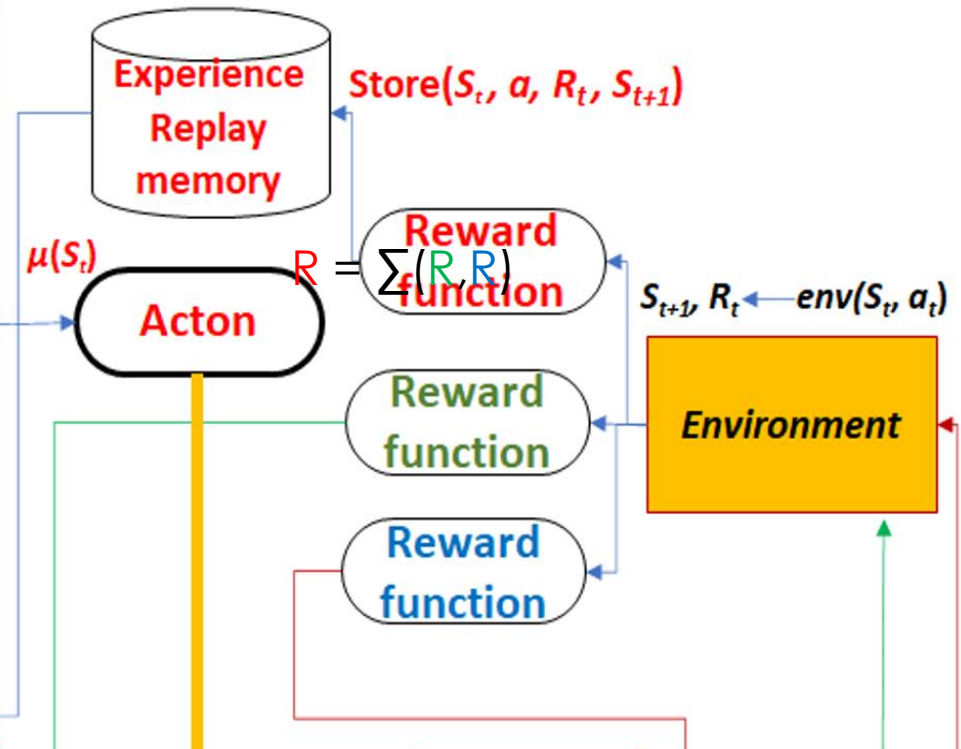 Experience
Replay
memory
Store(Sₜ, a, Rₜ, Sₜ₊₁)
μ(Sₜ)
Acton
Reward
function
R = ∑(R,R)
Sₜ₊₁, Rₜ
env(Sₜ, aₜ)
Reward
function
Environment
Reward
function